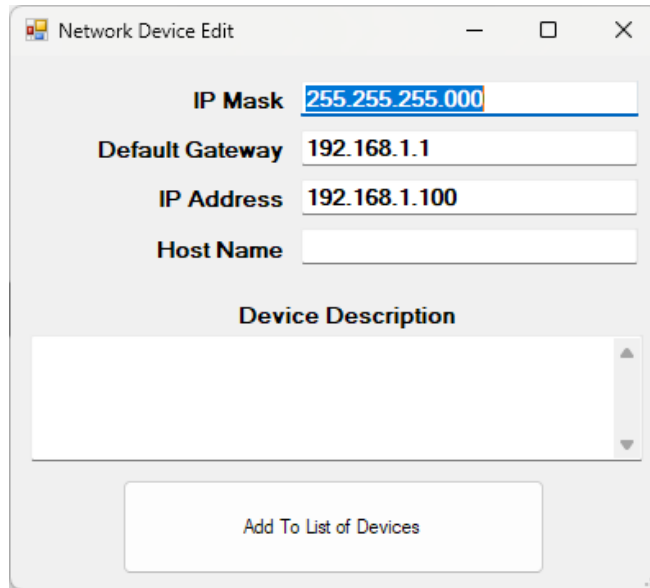 Network Device Edit
IP Mask 255.255.255.000
Default Gateway 192.168.1.1
IP Address 192.168.1.100
Host Name
Device Description
Add To List of Devices